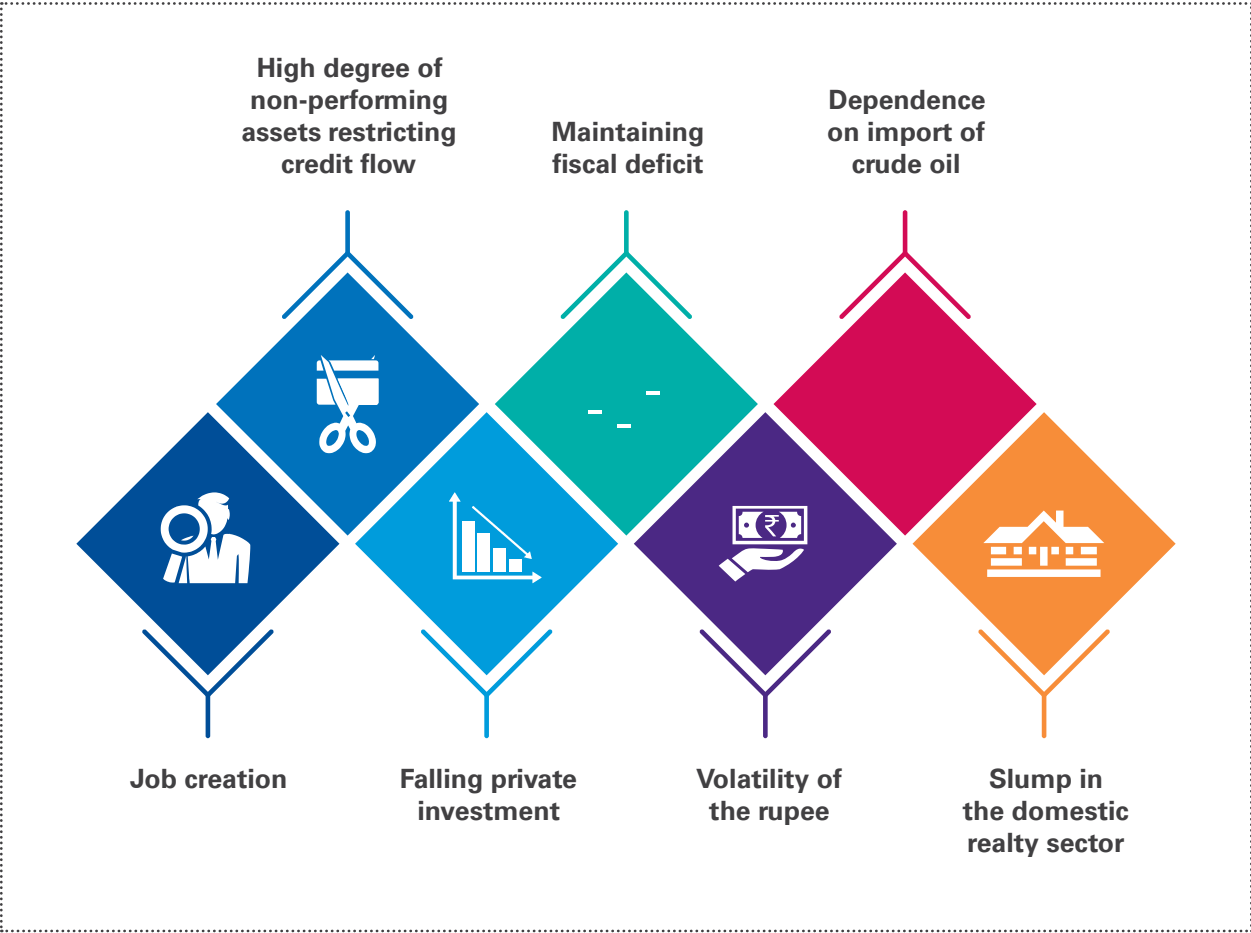 High degree of
non-performing
assets restricting
credit flow
Maintaining
fiscal deficit
Dependence
on import of
crude oil
₹
Job creation
Falling private
investment
Volatility of
the rupee
Slump in
the domestic
realty sector